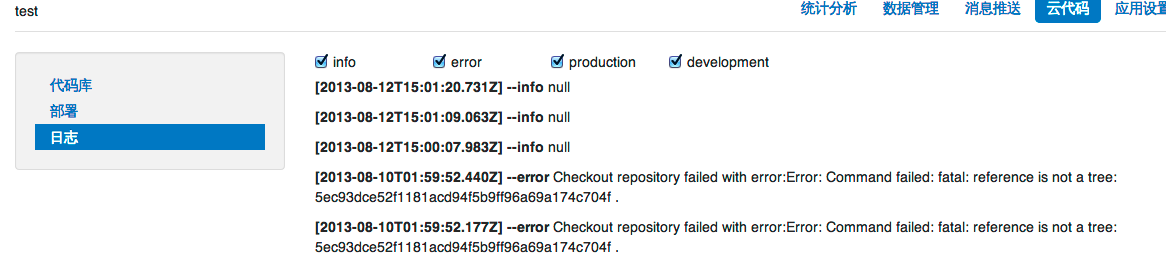 test
统计分析 数据管理 消息推送 云代码 应用设置
代码库
部署
日志
info error production development
[2013-08-12T15:01:20.731Z] --info null
[2013-08-12T15:01:09.063Z] --info null
[2013-08-12T15:00:07.983Z] --info null
[2013-08-10T01:59:52.440Z] --error Checkout repository failed with error:Error: Command failed: fatal: reference is not a tree:
5ec93dce52f1181acd94f5b9ff96a69a174c704f .
[2013-08-10T01:59:52.177Z] --error Checkout repository failed with error:Error: Command failed: fatal: reference is not a tree:
5ec93dce52f1181acd94f5b9ff96a69a174c704f .